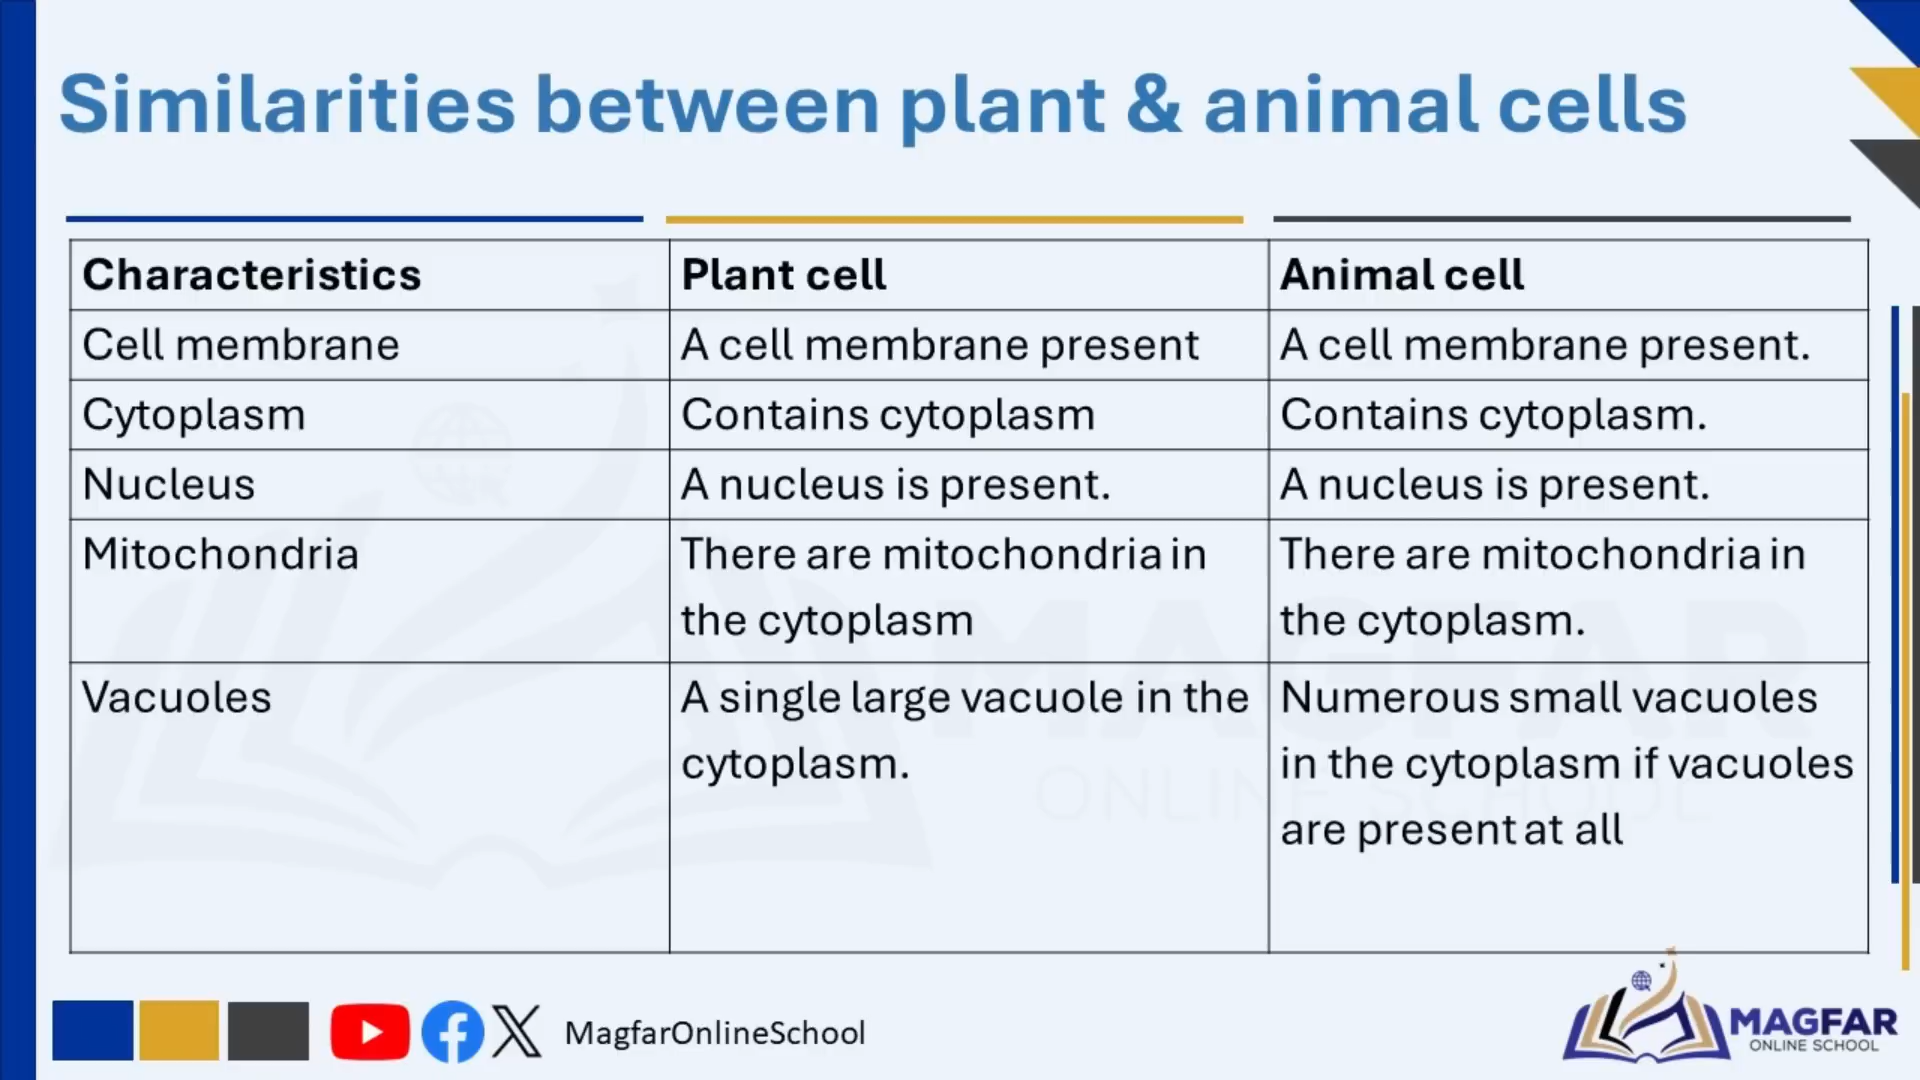 Similarities between plant & animal cells
Characteristics
Plant cell
Animal cell
Cell membrane
A cell membrane present
A cell membrane present.
Cytoplasm
Contains cytoplasm
Contains cytoplasm.
Nucleus
A nucleus is present.
A nucleus is present.
Mitochondria
There are mitochondria in
the cytoplasm
There are mitochondria in
the cytoplasm.
Vacuoles
A single large vacuole in the
cytoplasm.
Numerous small vacuoles
in the cytoplasm if vacuoles
are present at all
MAGFAR
ONLINE SCHOOL
MagfarOnlineSchool
MAGFAR
ONLINE SCHOOL